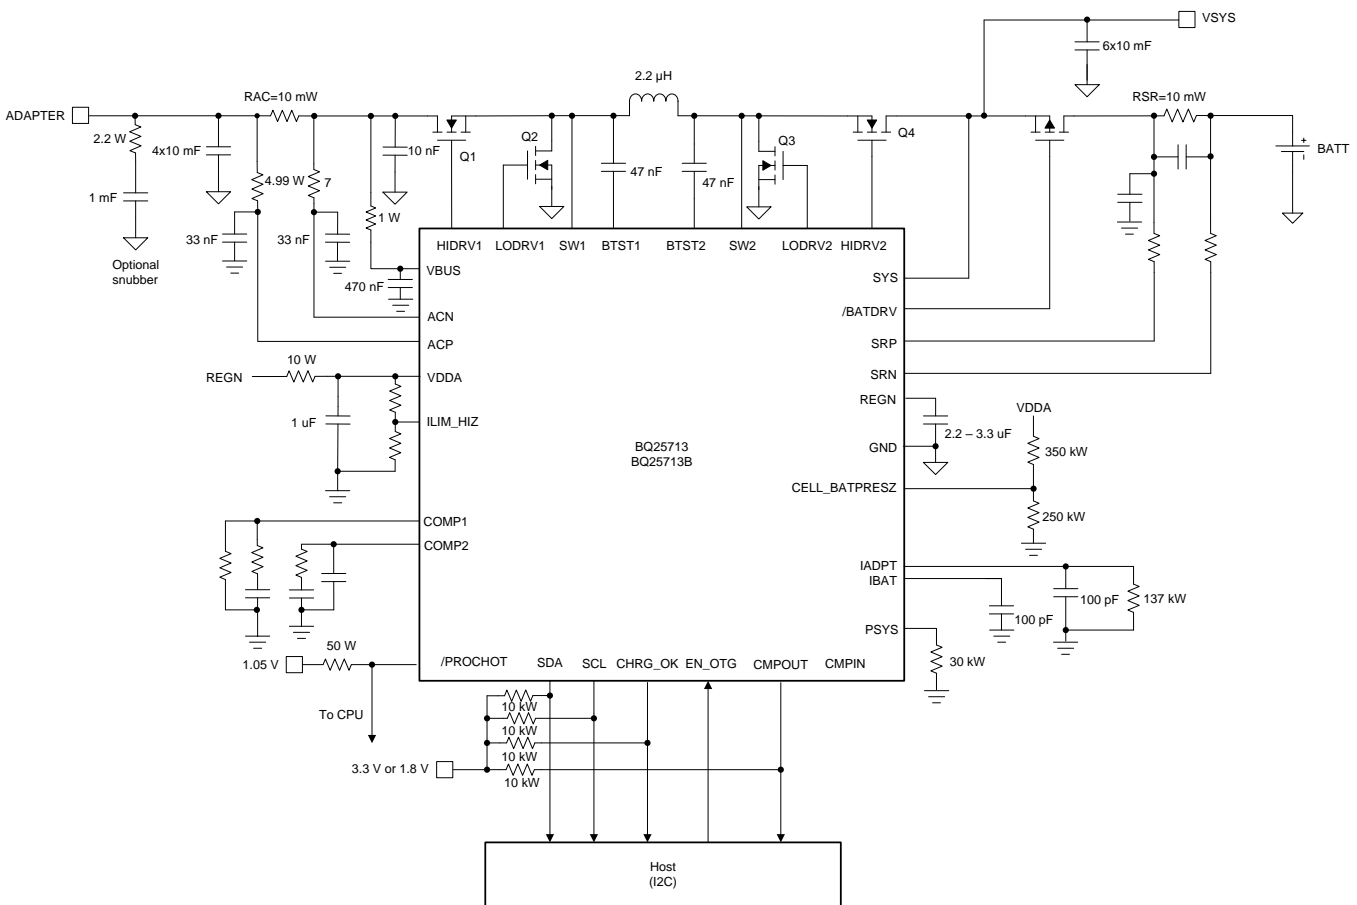 VSYS
6x10 mF
2.2 µH
ADAPTER
RAC=10 mW
RSR=10 mW
2.2 W
4x10 mF
10 nF
Q1
Q2
Q3
Q4
BATT
47 nF
47 nF
4.99 W
7
1 mF
1 W
33 nF
33 nF
Optional
snubber
HIDRV1
LODRV1
SW1
BTST1
BTST2
SW2
LODRV2
HIDRV2
VBUS
SYS
470 nF
/BATDRV
ACN
ACP
SRP
10 W
REGN
VDDA
SRN
REGN
VDDA
1 uF
ILIM_HIZ
2.2 – 3.3 uF
BQ25713
BQ25713B
GND
350 kW
CELL_BATPRESZ
250 kW
COMP1
COMP2
IADPT
IBAT
100 pF
137 kW
100 pF
PSYS
50 W
1.05 V
/PROCHOT
SDA
SCL
CHRG_OK
EN_OTG
CMPOUT
CMPIN
30 kW
10 kW
To CPU
10 kW
10 kW
3.3 V or 1.8 V
10 kW
Host
(I2C)